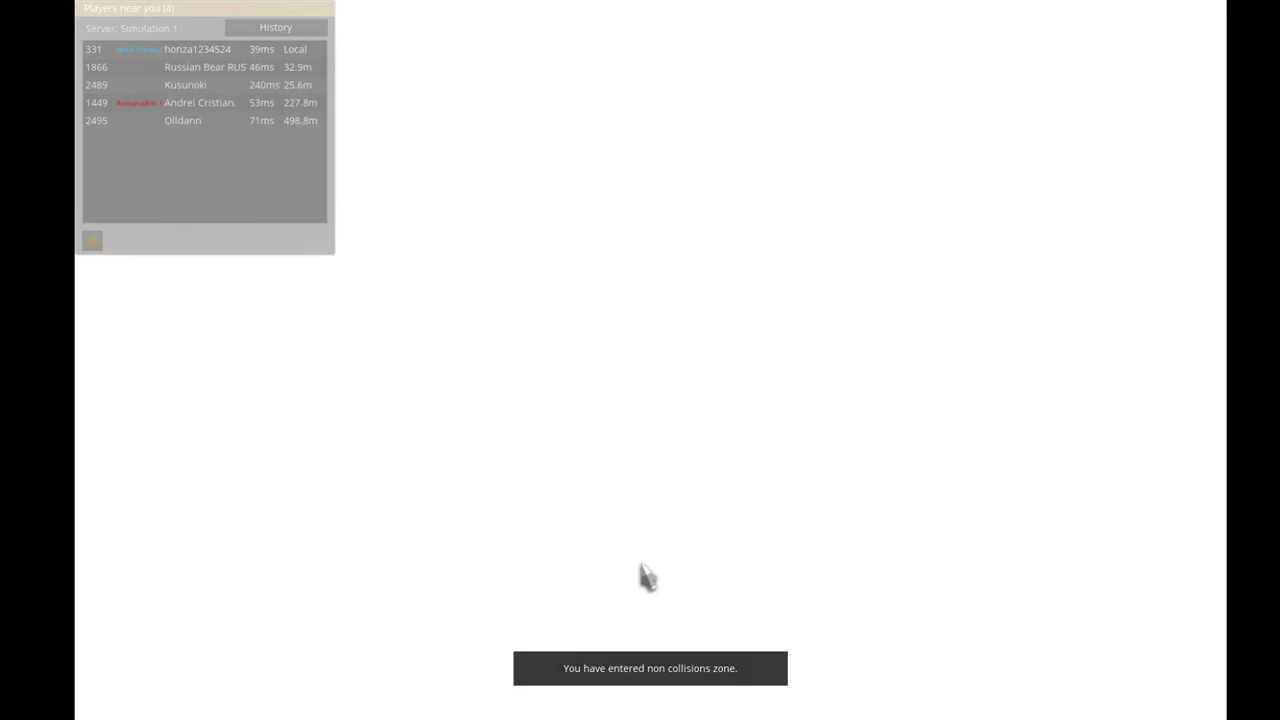 Players near you (4)
Server: Simulation 1 History
331 honza1234524 39ms Local
1866 Russian Bear RUS 46ms 32.9m
2489 Kusunoki 240ms 25.6m
1449 Andrei Cristian. 53ms 227.8m
2495 Olldann 71ms 498.8m
You have entered non collisions zone.